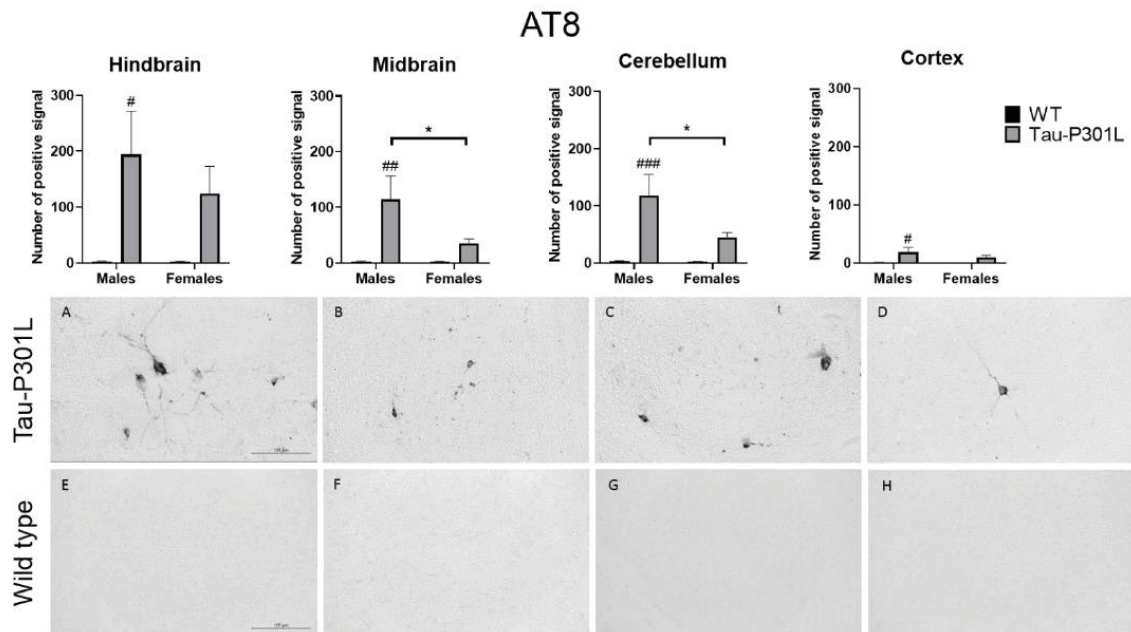 AT8
Hindbrain
Number of positive signal
300
200
100
0
#
Males
Females
Midbrain
Number of positive signal
300
200
100
0
##
*
Males
Females
Cerebellum
Number of positive signal
300
200
100
0
###
*
Males
Females
Cortex
Number of positive signal
300
200
100
0
#
Males
Females
WT
Tau-P301L
Tau-P301L
A
B
C
D
Wild type
E
F
G
H